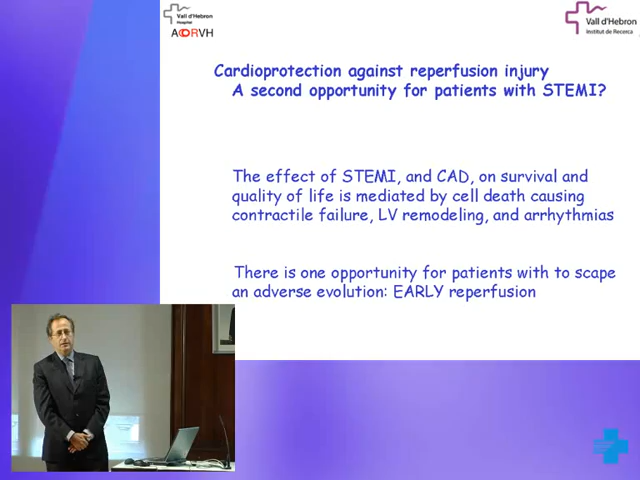 Vall d'Hebron
Hospital
ACORVH
Vall d'Hebron
Institut de Recerca
Cardioprotection against reperfusion injury
A second opportunity for patients with STEMI?
The effect of STEMI, and CAD, on survival and
quality of life is mediated by cell death causing
contractile failure, LV remodeling, and arrhythmias
There is one opportunity for patients with to scape
an adverse evolution: EARLY reperfusion